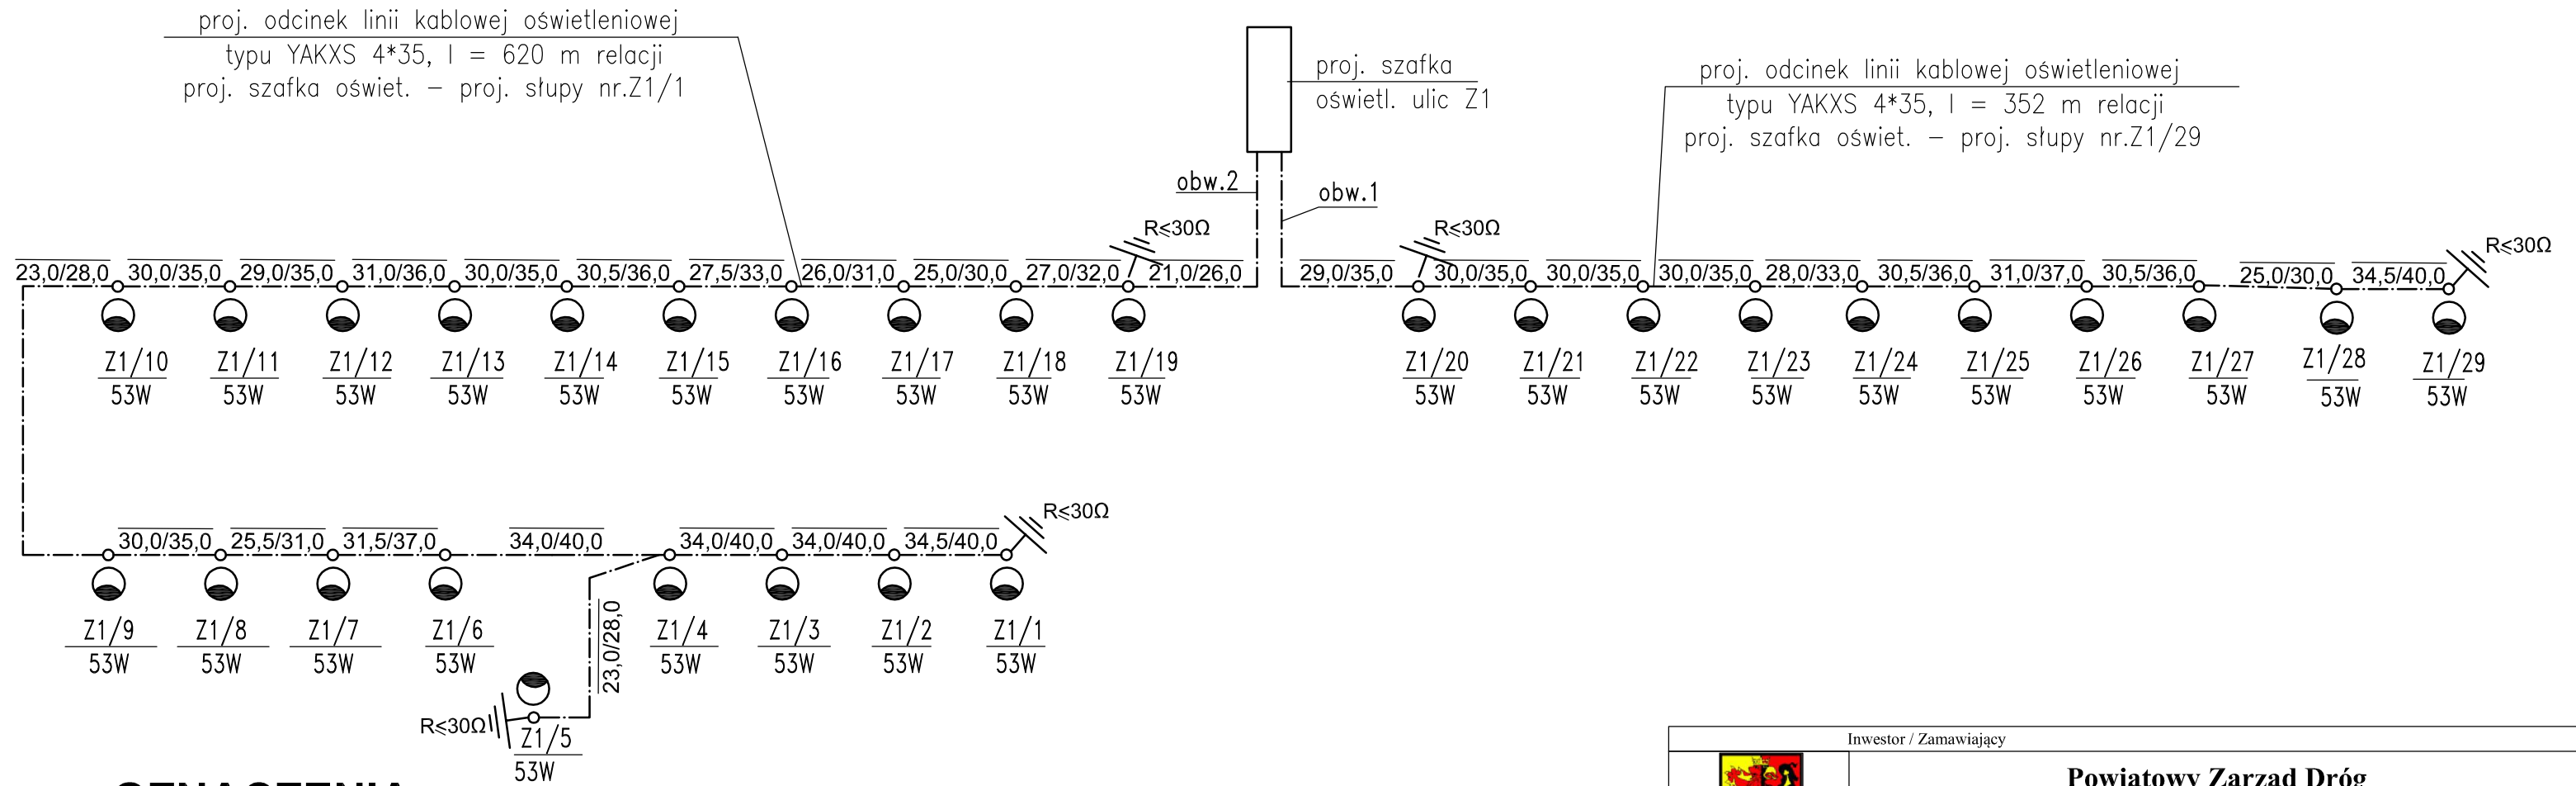 proj. odcinek linii kablowej oświetleniowej
typu YAKXS 4*35, l = 620 m relacji
proj. szafka oświet. – proj. słupy nr.Z1/1
proj. szafka
oświetl. ulic Z1
proj. odcinek linii kablowej oświetleniowej
typu YAKXS 4*35, l = 352 m relacji
proj. szafka oświet. – proj. słupy nr.Z1/29
obw.2
obw.1
R≤30Ω
R≤30Ω
R≤30Ω
23,0/28,0 30,0/35,0 29,0/35,0 31,0/36,0 30,0/35,0 30,5/36,0 27,5/33,0 26,0/31,0 25,0/30,0 27,0/32,0 21,0/26,0 29,0/35,0 30,0/35,0 30,0/35,0 30,0/35,0 28,0/33,0 30,5/36,0 31,0/37,0 30,5/36,0 25,0/30,0 34,5/40,0
Z1/10 Z1/11 Z1/12 Z1/13 Z1/14 Z1/15 Z1/16 Z1/17 Z1/18 Z1/19 Z1/20 Z1/21 Z1/22 Z1/23 Z1/24 Z1/25 Z1/26 Z1/27 Z1/28 Z1/29
53W 53W 53W 53W 53W 53W 53W 53W 53W 53W 53W 53W 53W 53W 53W 53W 53W 53W 53W 53W
R≤30Ω
30,0/35,0 25,5/31,0 31,5/37,0 34,0/40,0 34,0/40,0 34,0/40,0 34,5/40,0
23,0/28,0
Z1/9 Z1/8 Z1/7 Z1/6 Z1/4 Z1/3 Z1/2 Z1/1
53W 53W 53W 53W 53W 53W 53W 53W
R≤30Ω
Z1/5
53W
Inwestor / Zamawiający
Powiatowy Zarząd Dróg
OZNACZENIA